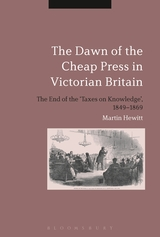 The Dawn of the
Cheap Press in
Victorian Britain
The End of the 'Taxes on Knowledge',
1849–1869
Martin Hewitt
BLOOMSBURY